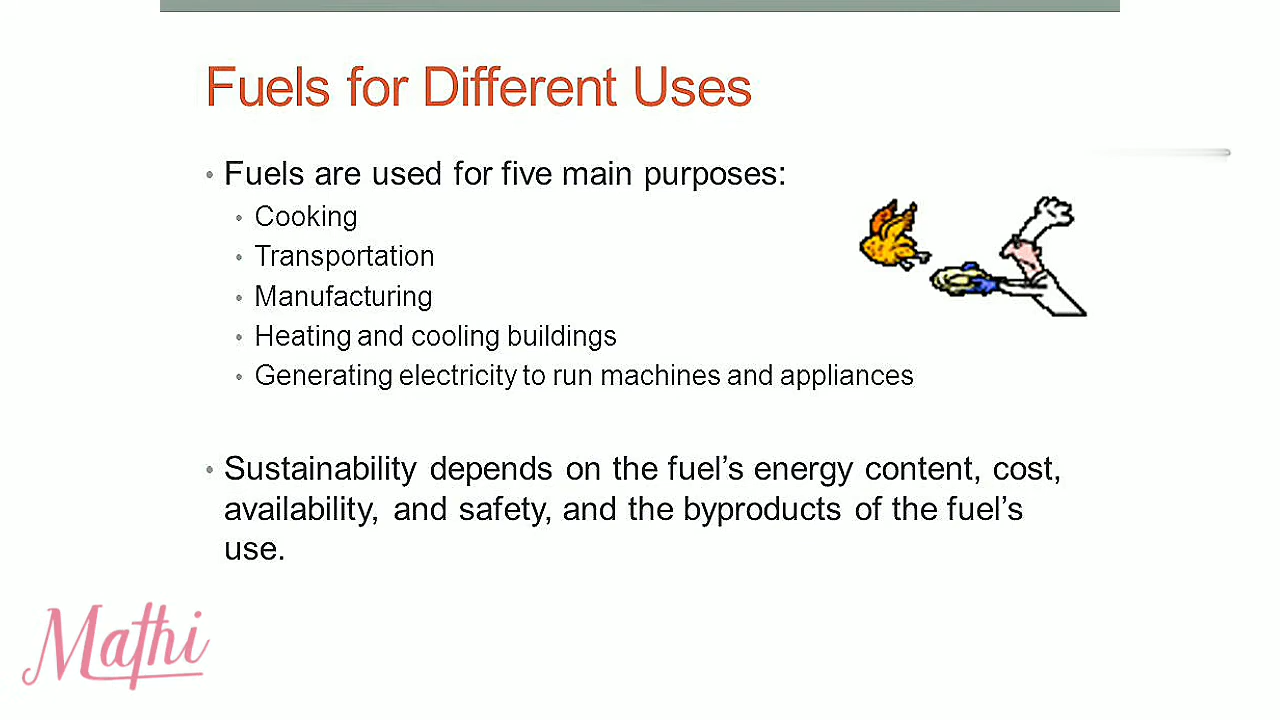 Fuels for Different Uses
• Fuels are used for five main purposes:
• Cooking
• Transportation
• Manufacturing
• Heating and cooling buildings
• Generating electricity to run machines and appliances
• Sustainability depends on the fuel’s energy content, cost,
availability, and safety, and the byproducts of the fuel’s
use.
Mathi